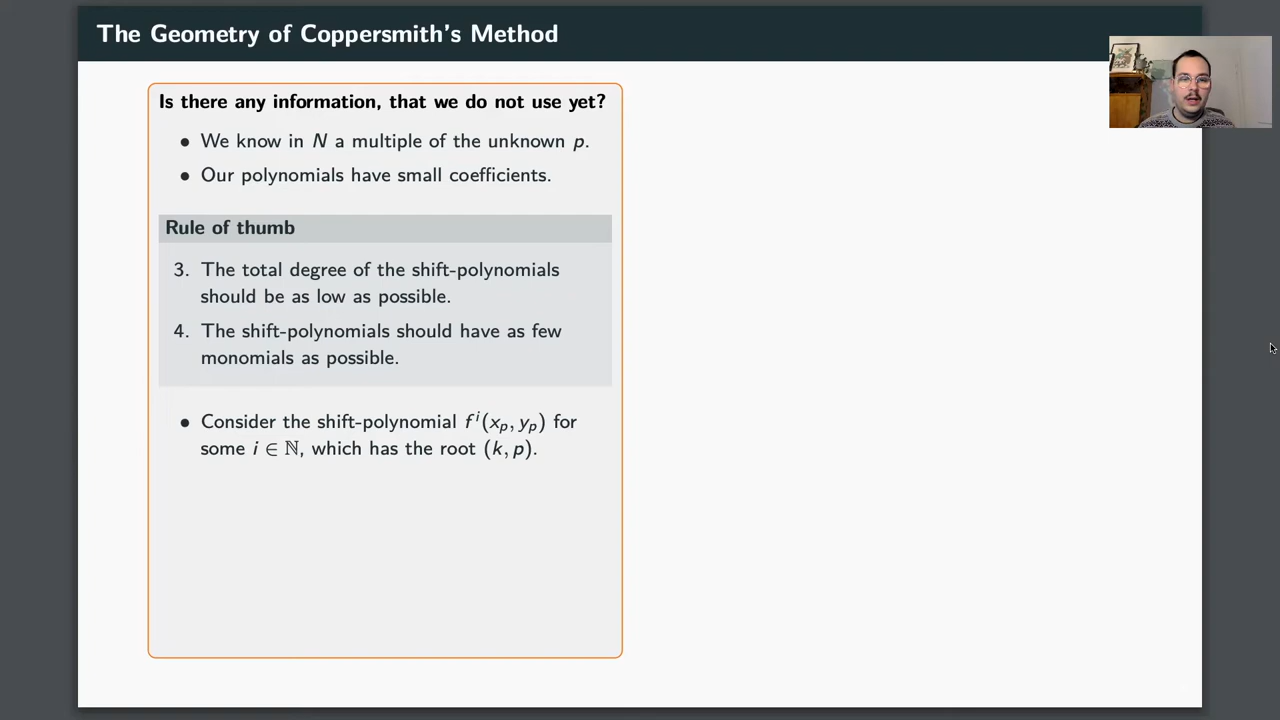 The Geometry of Coppersmith's Method
Is there any information, that we do not use yet?
• We know in N a multiple of the unknown p.
• Our polynomials have small coefficients.
Rule of thumb
3. The total degree of the shift-polynomials
should be as low as possible.
4. The shift-polynomials should have as few
monomials as possible.
• Consider the shift-polynomial fⁱ(xₚ, yₚ) for
some i ∈ ℕ, which has the root (k, p).